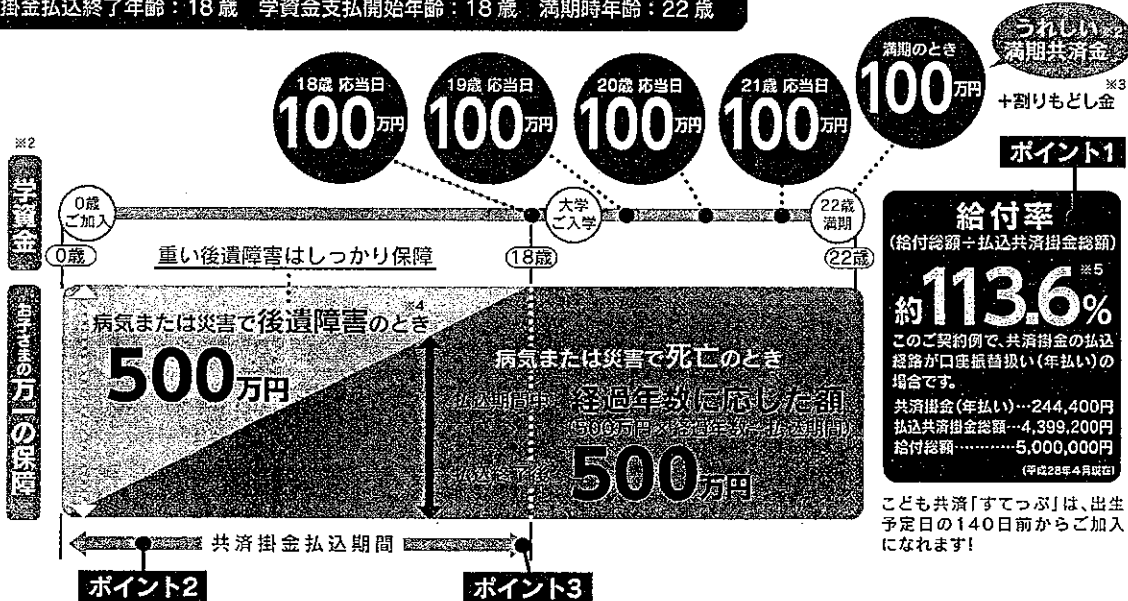 掛金払込終了年齢：18歳　学資金支払開始年齢：18歳　満期時年齢：22歳
18歳 応当日
100万円
19歳 応当日
100万円
20歳 応当日
100万円
21歳 応当日
100万円
満期のとき
100万円
うれしい※2
満期共済金
※3
+割りもどし金
※2
学資金
0歳
ご加入
大学
ご入学
22歳
満期
0歳
18歳
22歳
重い後遺障害はしっかり保障
お子さまの万一の保障
※4
病気または災害で後遺障害のとき
500万円
病気または災害で死亡のとき
払込期間中
経過年数に応じた額
(500万円×経過年数÷払込期間)
払込終了後
500万円
共済掛金払込期間
ポイント2
ポイント3
ポイント1
給付率
(給付総額÷払込共済掛金総額)
約113.6%※5
このご契約例で、共済掛金の払込
経路が口座振替扱い(年払い)の
場合です。
共済掛金(年払い)…244,400円
払込共済掛金総額…4,399,200円
給付総額…………5,000,000円
(平成28年4月現在)
こども共済「すてっぷ」は、出生
予定日の140日前からご加入
になれます!